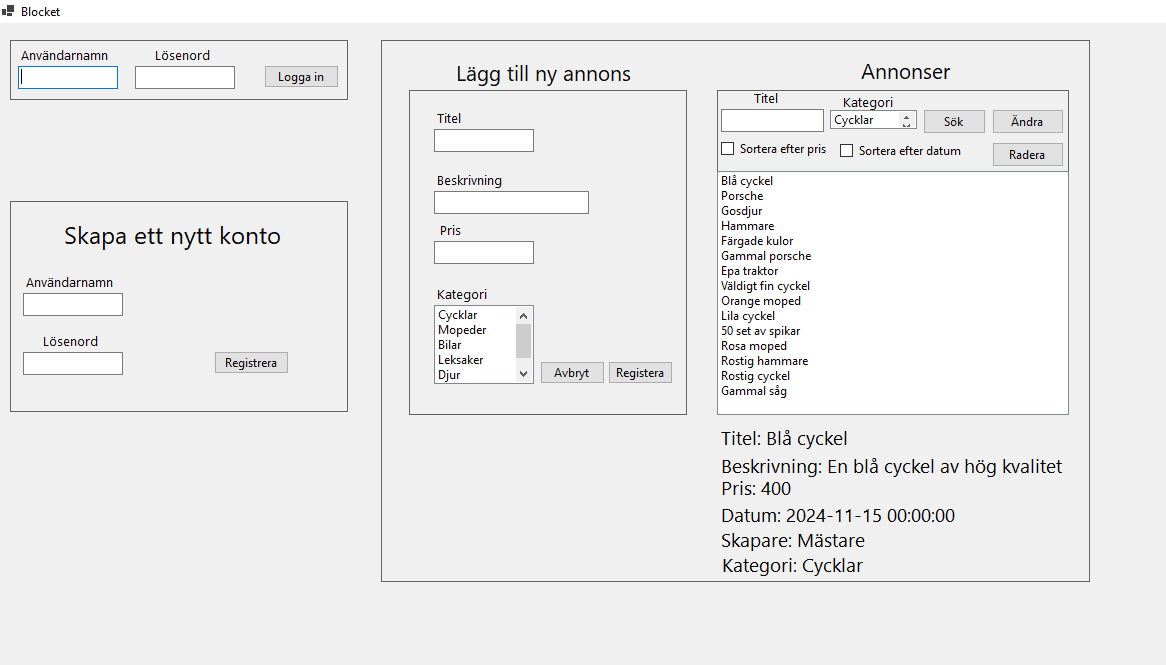 Blocket
Användarnamn Lösenord
Logga in
Skapa ett nytt konto
Användarnamn
Lösenord
Registrera
Lägg till ny annons
Titel
Beskrivning
Pris
Kategori
Cycklar
Mopeder
Bilar
Leksaker
Djur
Avbryt Registera
Annonser
Titel Kategori
Cycklar Sök Ändra
Sortera efter pris Sortera efter datum Radera
Blå cyckel
Porsche
Gosdjur
Hammare
Färgade kulor
Gammal porsche
Epa traktor
Väldigt fin cyckel
Orange moped
Lila cyckel
50 set av spikar
Rosa moped
Rostig hammare
Rostig cyckel
Gammal såg
Titel: Blå cyckel
Beskrivning: En blå cyckel av hög kvalitet
Pris: 400
Datum: 2024-11-15 00:00:00
Skapare: Mästare
Kategori: Cycklar